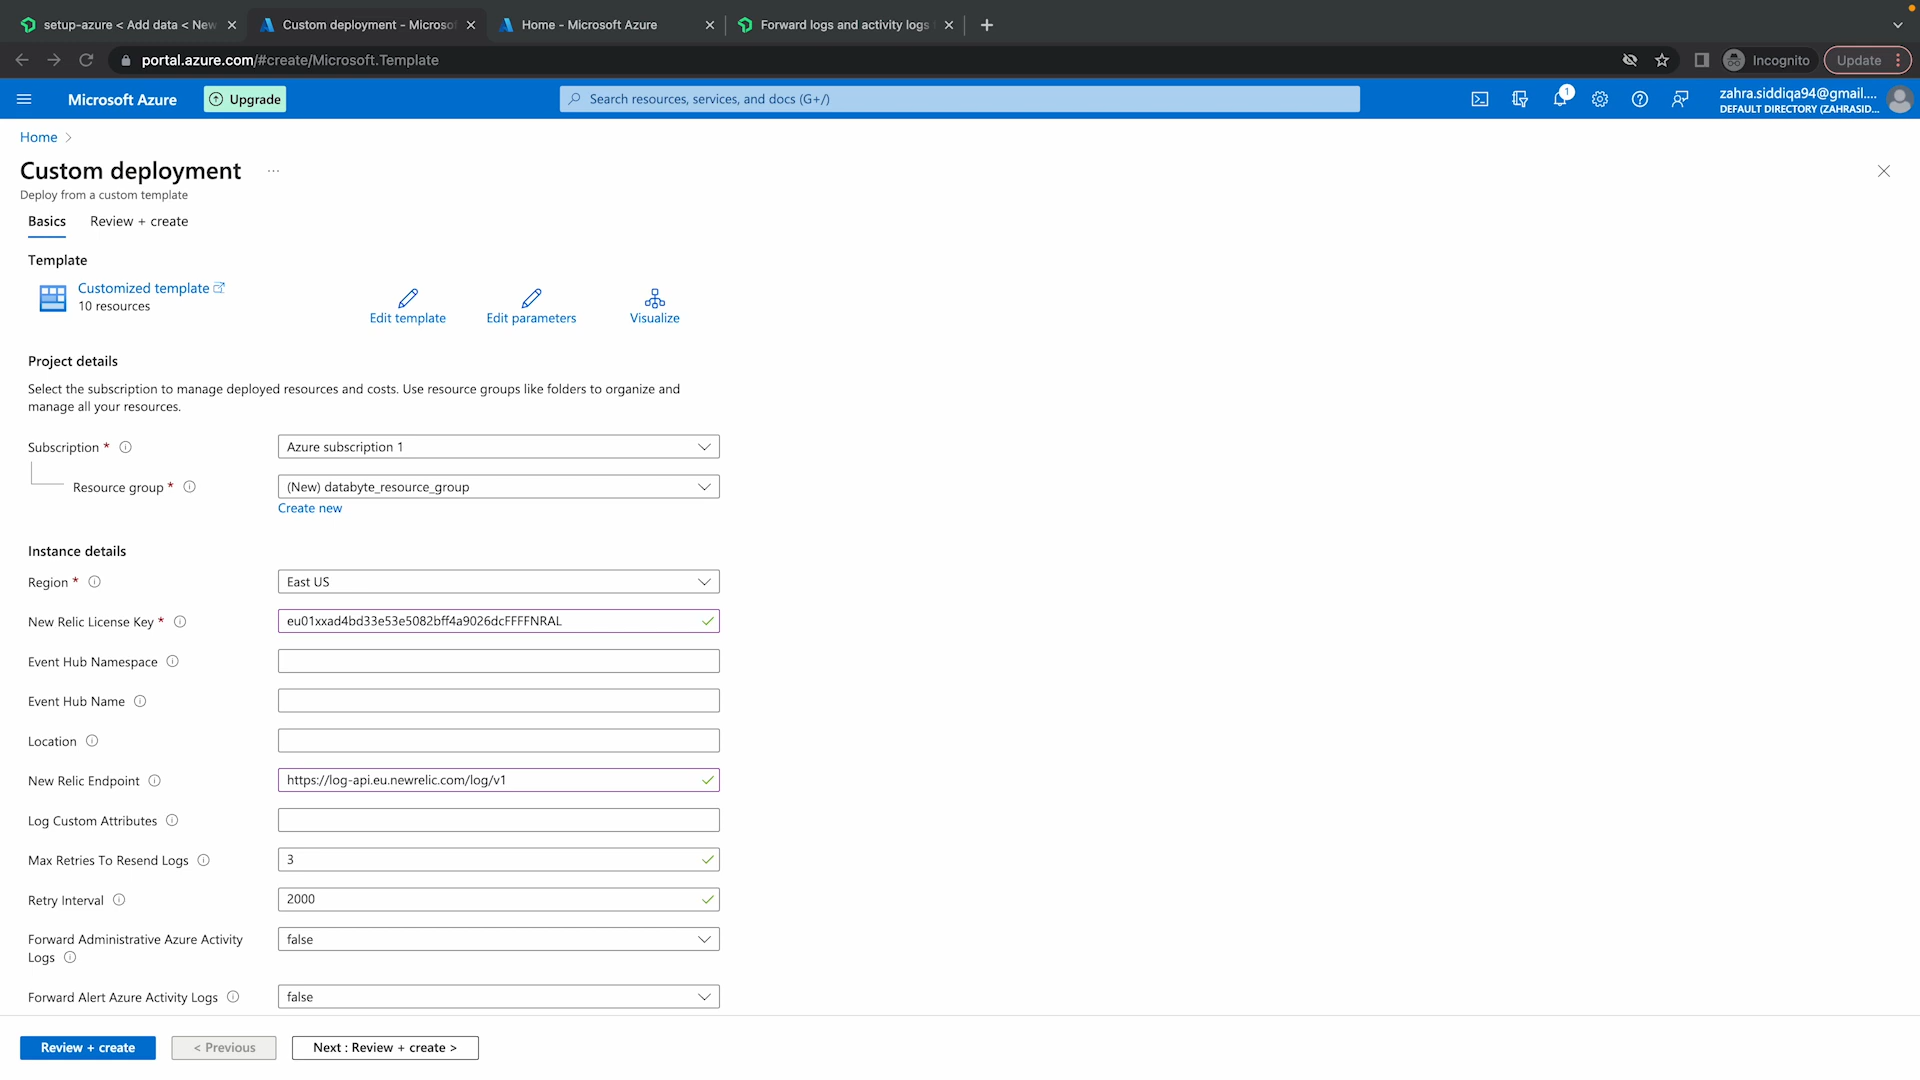 setup-azure < Add data < New
Custom deployment - Microsof
Home - Microsoft Azure
Forward logs and activity logs
portal.azure.com/#create/Microsoft.Template
Incognito
Update
Microsoft Azure
Upgrade
Search resources, services, and docs (G+/)
1
zahra.siddiqa94@gmail....
DEFAULT DIRECTORY (ZAHRASID...
Home
Custom deployment
...
Deploy from a custom template
Basics
Review + create
Template
Customized template
10 resources
Edit template
Edit parameters
Visualize
Project details
Select the subscription to manage deployed resources and costs. Use resource groups like folders to organize and
manage all your resources.
Subscription *
Azure subscription 1
Resource group *
(New) databyte_resource_group
Create new
Instance details
Region *
East US
New Relic License Key *
eu01xxad4bd33e53e5082bff4a9026dcFFFFNRAL
Event Hub Namespace
Event Hub Name
Location
New Relic Endpoint
https://log-api.eu.newrelic.com/log/v1
Log Custom Attributes
Max Retries To Resend Logs
3
Retry Interval
2000
Forward Administrative Azure Activity
Logs
false
Forward Alert Azure Activity Logs
false
Review + create
< Previous
Next : Review + create >